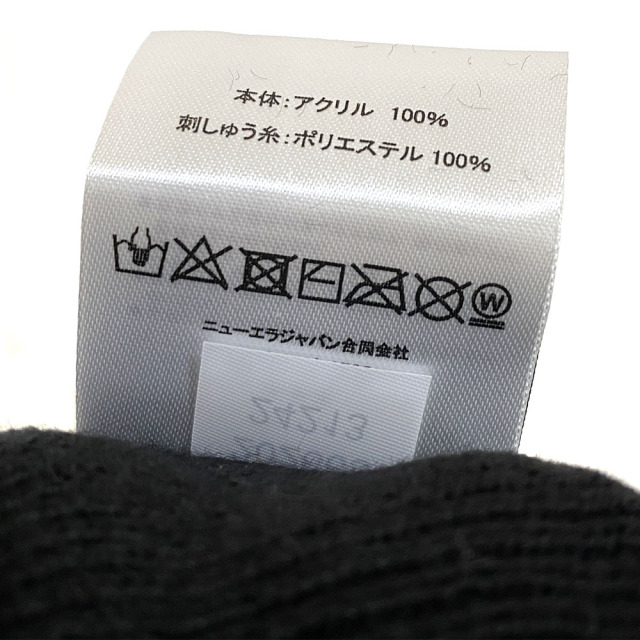 本体：アクリル 100%
刺しゅう糸：ポリエステル 100%
W
ニューエラジャパン合同会社
24213